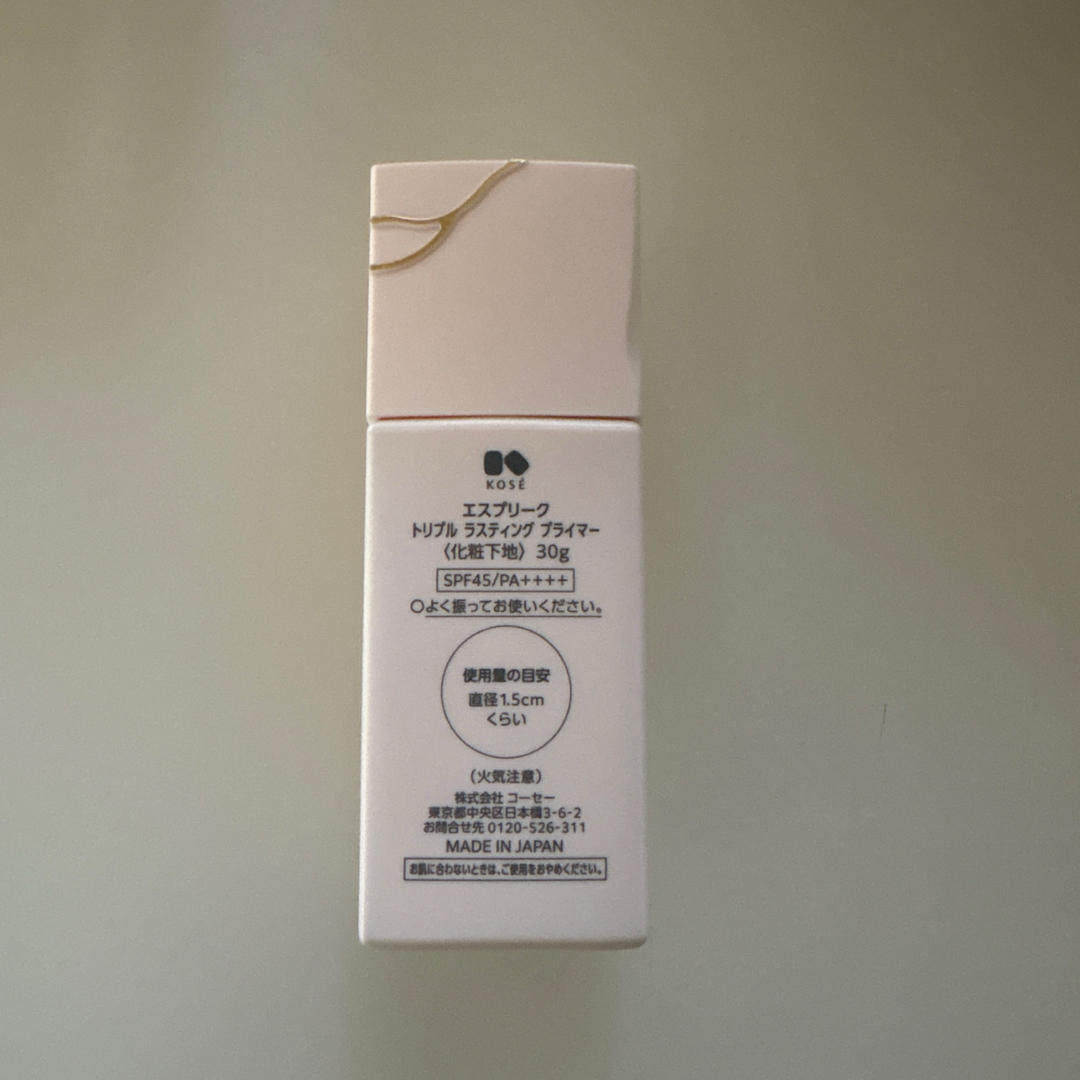 KOSÉ
エスプリーク
トリプル ラスティング プライマー
〈化粧下地〉 30g
SPF45/PA++++
○よく振ってお使いください。
使用量の目安
直径1.5cm
くらい
(火気注意)
株式会社 コーセー
東京都中央区日本橋3-6-2
お問合せ先 0120-526-311
MADE IN JAPAN
お肌に合わないときは、ご使用をおやめください。